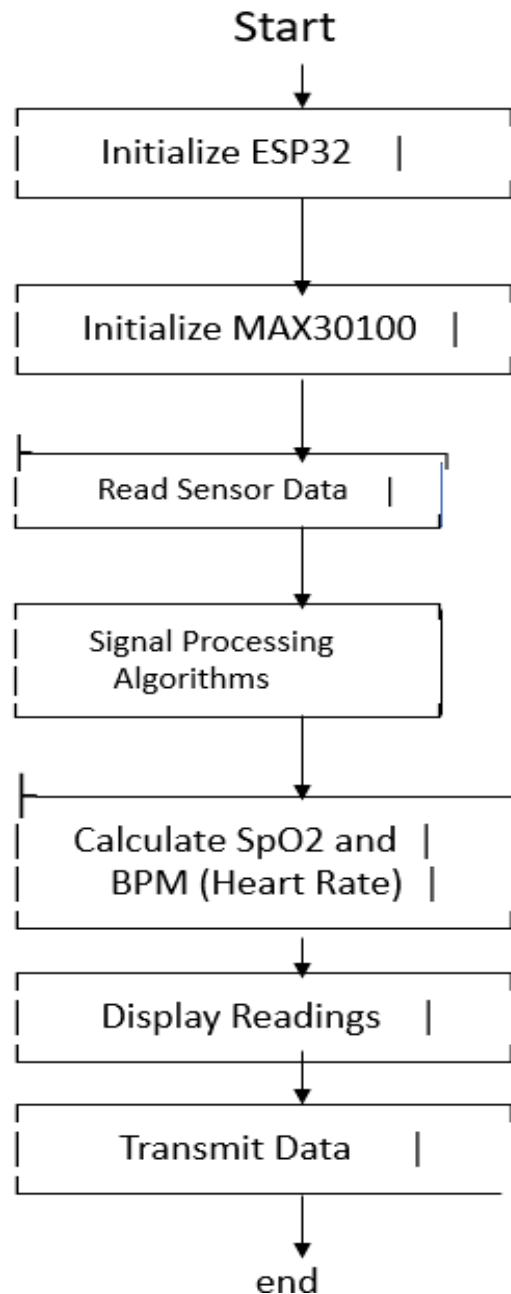 Start
Initialize ESP32 |
Initialize MAX30100 |
Read Sensor Data |
Signal Processing
Algorithms
Calculate SpO2 and |
BPM (Heart Rate) |
Display Readings |
Transmit Data |
end